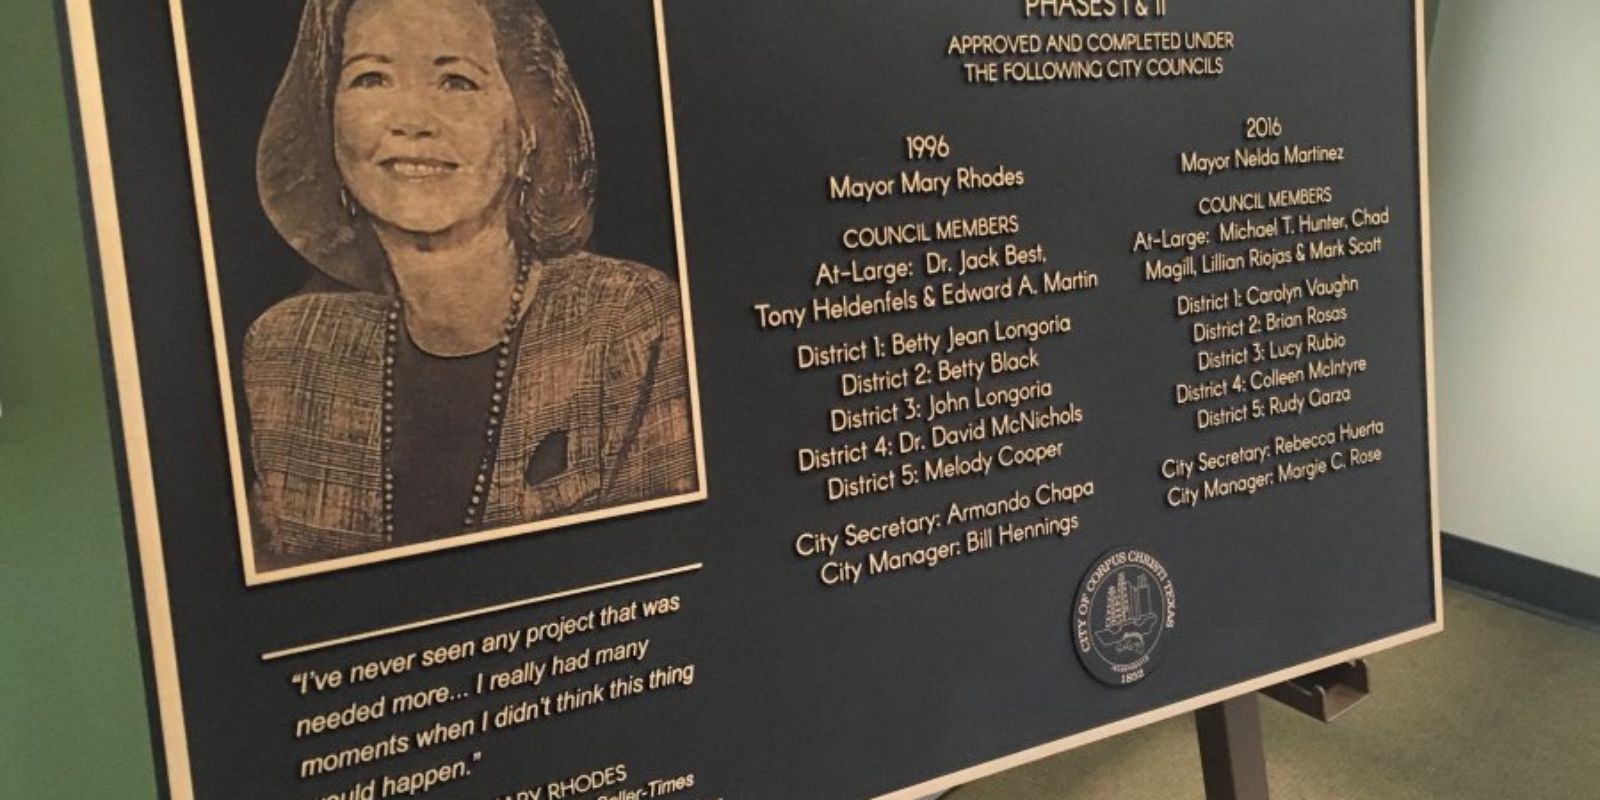 PHASES I & II
APPROVED AND COMPLETED UNDER
THE FOLLOWING CITY COUNCILS
1996
Mayor Mary Rhodes
COUNCIL MEMBERS
At-Large: Dr. Jack Best,
Tony Heldenfels & Edward A. Martin
District 1: Betty Jean Longoria
District 2: Betty Black
District 3: John Longoria
District 4: Dr. David McNichols
District 5: Melody Cooper
City Secretary: Armando Chapa
City Manager: Bill Hennings
2016
Mayor Nelda Martinez
COUNCIL MEMBERS
At-Large: Michael T. Hunter, Chad
Magill, Lillian Riojas & Mark Scott
District 1: Carolyn Vaughn
District 2: Brian Rosas
District 3: Lucy Rubio
District 4: Colleen McIntyre
District 5: Rudy Garza
City Secretary: Rebecca Huerta
City Manager: Margie C. Rose
CITY OF CORPUS CHRISTI TEXAS
1852
"I've never seen any project that was
needed more... I really had many
moments when I didn't think this thing
happen."
RHODES